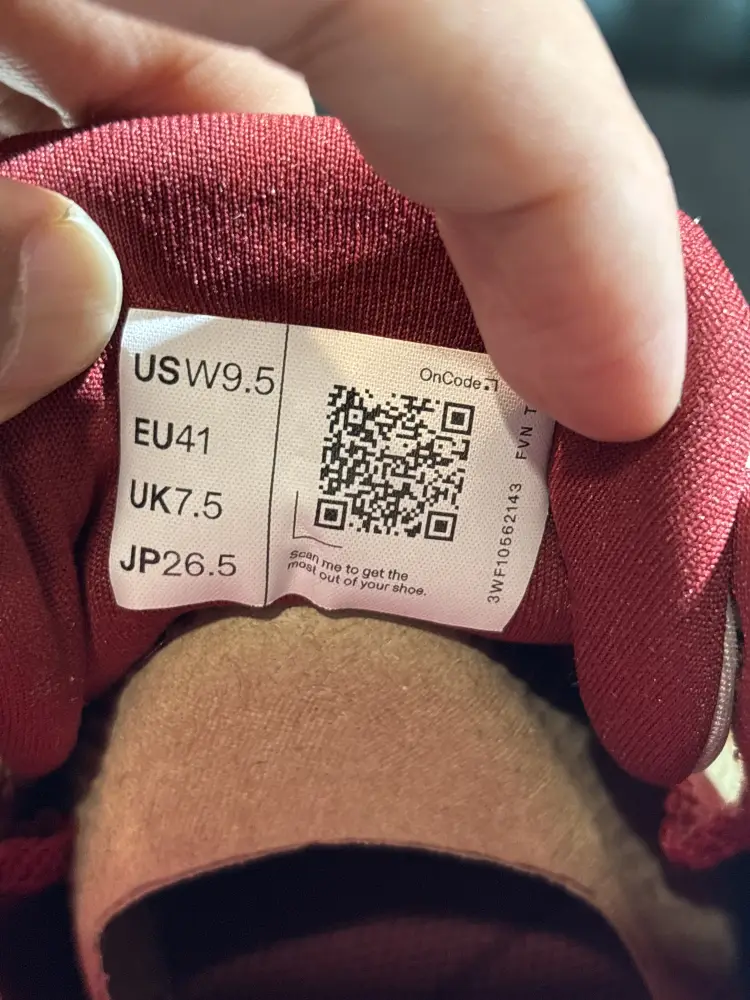 USW9.5
EU41
UK7.5
JP26.5
OnCode
Scan me to get the
most out of your shoe.
3WF10562143 FVN T